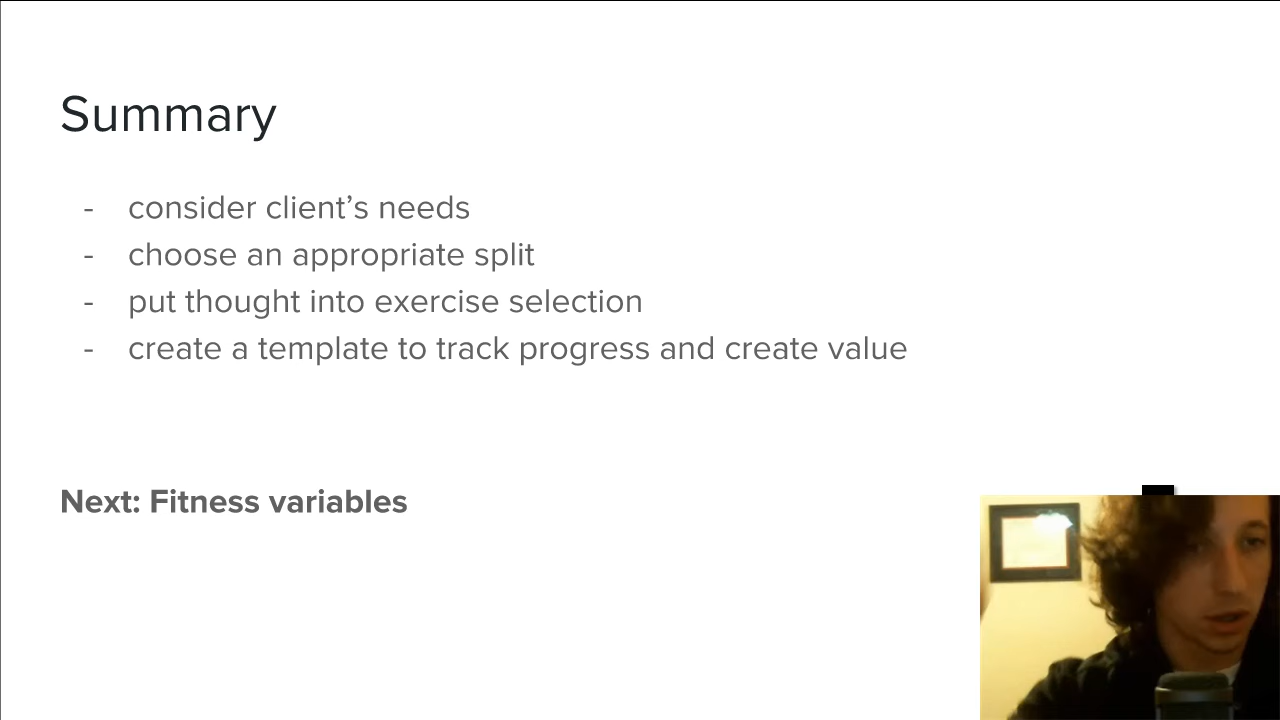 Summary
- consider client’s needs
- choose an appropriate split
- put thought into exercise selection
- create a template to track progress and create value
Next: Fitness variables